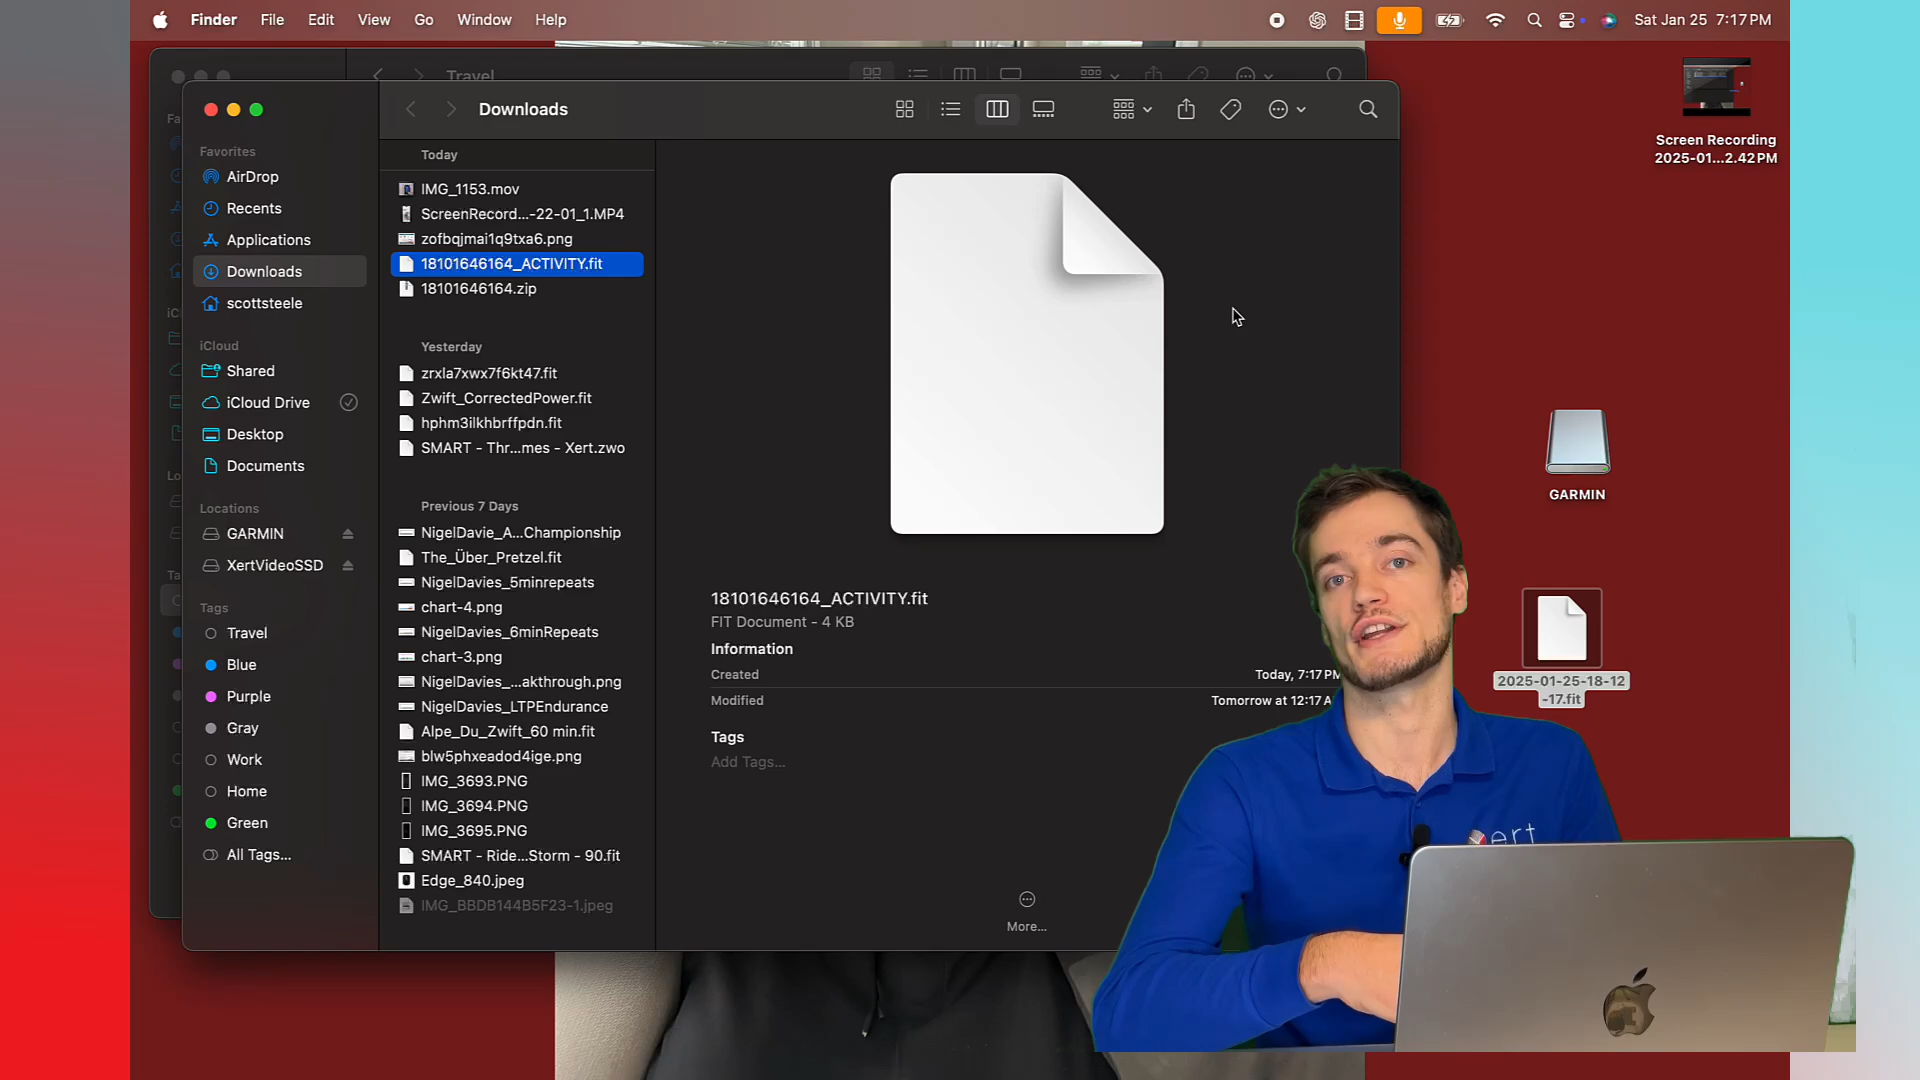 Finder File Edit View Go Window Help
Sat Jan 25 7:17 PM
Travel
Downloads
Favorites
AirDrop
Recents
Applications
Downloads
scottsteele
iCloud
Shared
iCloud Drive
Desktop
Documents
Locations
GARMIN
XertVideoSSD
Tags
Travel
Blue
Purple
Gray
Work
Home
Green
All Tags...
Today
IMG_1153.mov
ScreenRecord...-22-01_1.MP4
zofbqjmai1q9txa6.png
18101646164_ACTIVITY.fit
18101646164.zip
Yesterday
zrxla7xwx7f6kt47.fit
Zwift_CorrectedPower.fit
hphm3ilkhbrffpdn.fit
SMART - Thr...mes - Xert.zwo
Previous 7 Days
NigelDavie_A...Championship
The_Über_Pretzel.fit
NigelDavies_5minrepeats
chart-4.png
NigelDavies_6minRepeats
chart-3.png
NigelDavies_...akthrough.png
NigelDavies_LTPEndurance
Alpe_Du_Zwift_60 min.fit
blw5phxeadod4ige.png
IMG_3693.PNG
IMG_3694.PNG
IMG_3695.PNG
SMART - Ride...Storm - 90.fit
Edge_840.jpeg
IMG_BBDB144B5F23-1.jpeg
18101646164_ACTIVITY.fit
FIT Document - 4 KB
Information
Created Today, 7:17 PM
Modified Tomorrow at 12:17 A
Tags
Add Tags...
More...
Screen Recording
2025-01...2.42 PM
GARMIN
2025-01-25-18-12
-17.fit
ert